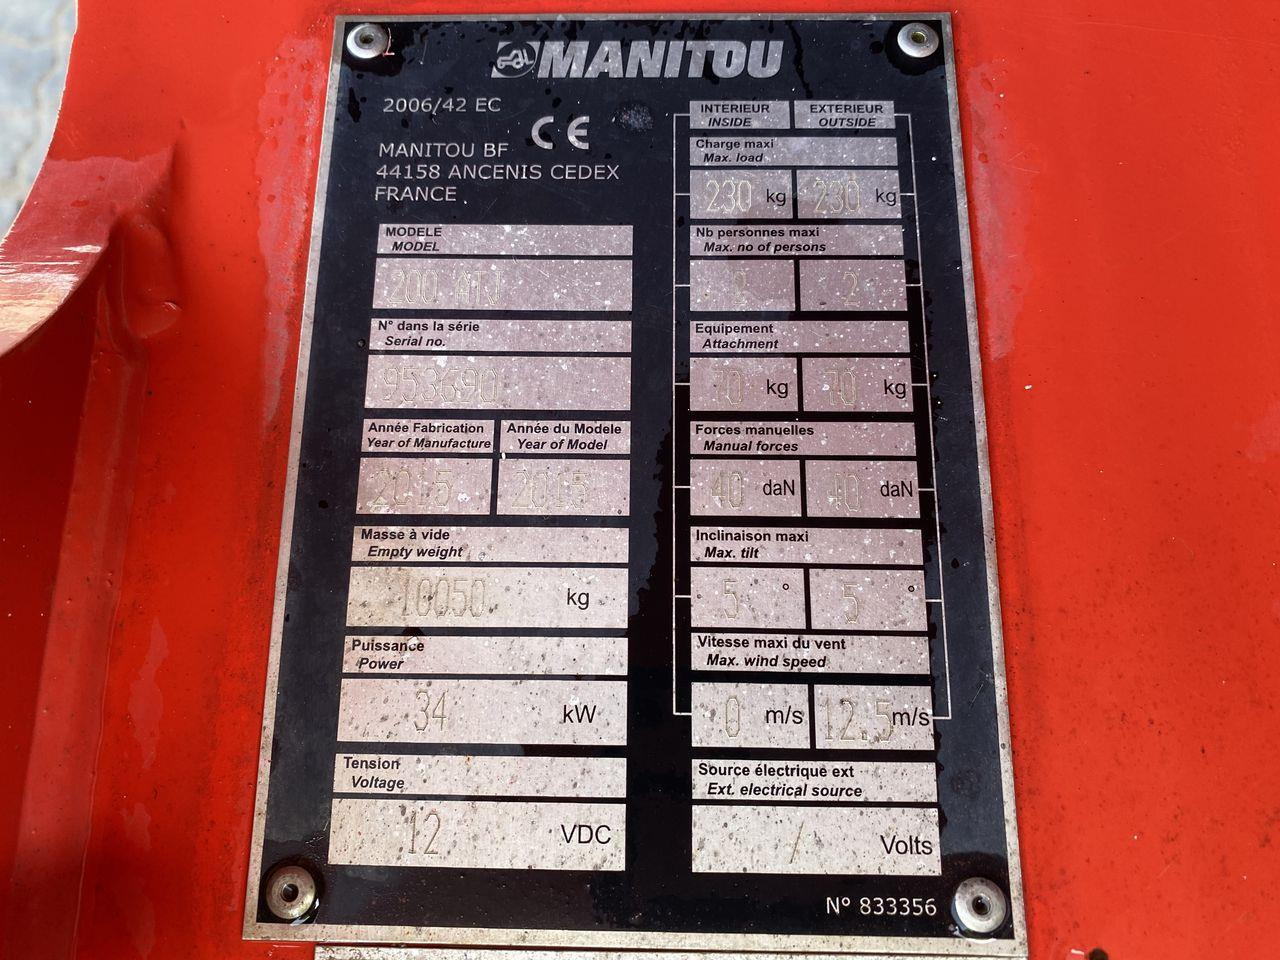 MANITOU
2006/42 EC
CE
MANITOU BF
44158 ANCENIS CEDEX
FRANCE
MODELE
MODEL
200 ATJ
N° dans la série
Serial no.
953690
Année Fabrication
Year of Manufacture
Année du Modele
Year of Model
2015
2015
Masse à vide
Empty weight
10050 kg
Puissance
Power
34 kW
Tension
Voltage
12 VDC
INTERIEUR
INSIDE
EXTERIEUR
OUTSIDE
Charge maxi
Max. load
230 kg
230 kg
Nb personnes maxi
Max. no of persons
2
2
Equipement
Attachment
70 kg
70 kg
Forces manuelles
Manual forces
40 daN
40 daN
Inclinaison maxi
Max. tilt
5 °
5 °
Vitesse maxi du vent
Max. wind speed
0 m/s
12.5 m/s
Source électrique ext
Ext. electrical source
/ Volts
N° 833356